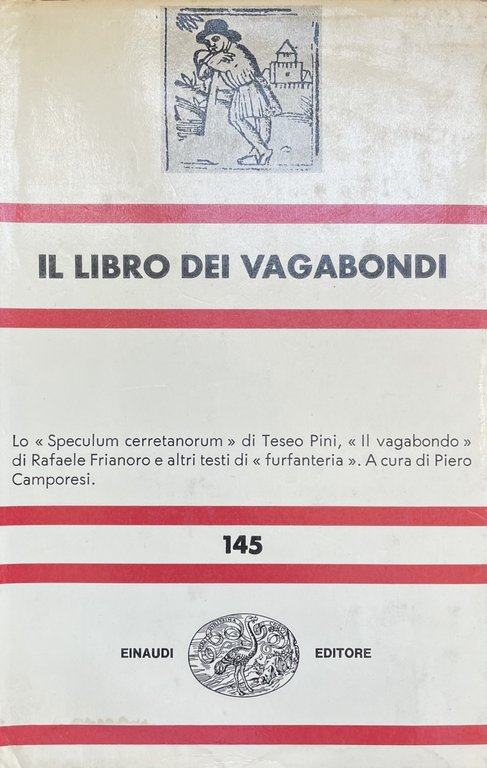 IL LIBRO DEI VAGABONDI
Lo « Speculum cerretanorum » di Teseo Pini, « Il vagabondo »
di Rafaele Frianoro e altri testi di « furfanteria ». A cura di Piero
Camporesi.
145
EINAUDI EDITORE